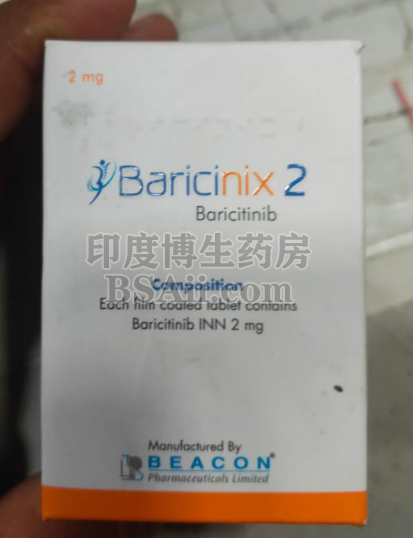 2 mg
Baricinix 2
Baricitinib
印度博生药房
Composition
BSAii.com
Each film coated tablet contains
Baricitinib INN 2 mg
Manufactured By
BEACON®
Pharmaceuticals Limited